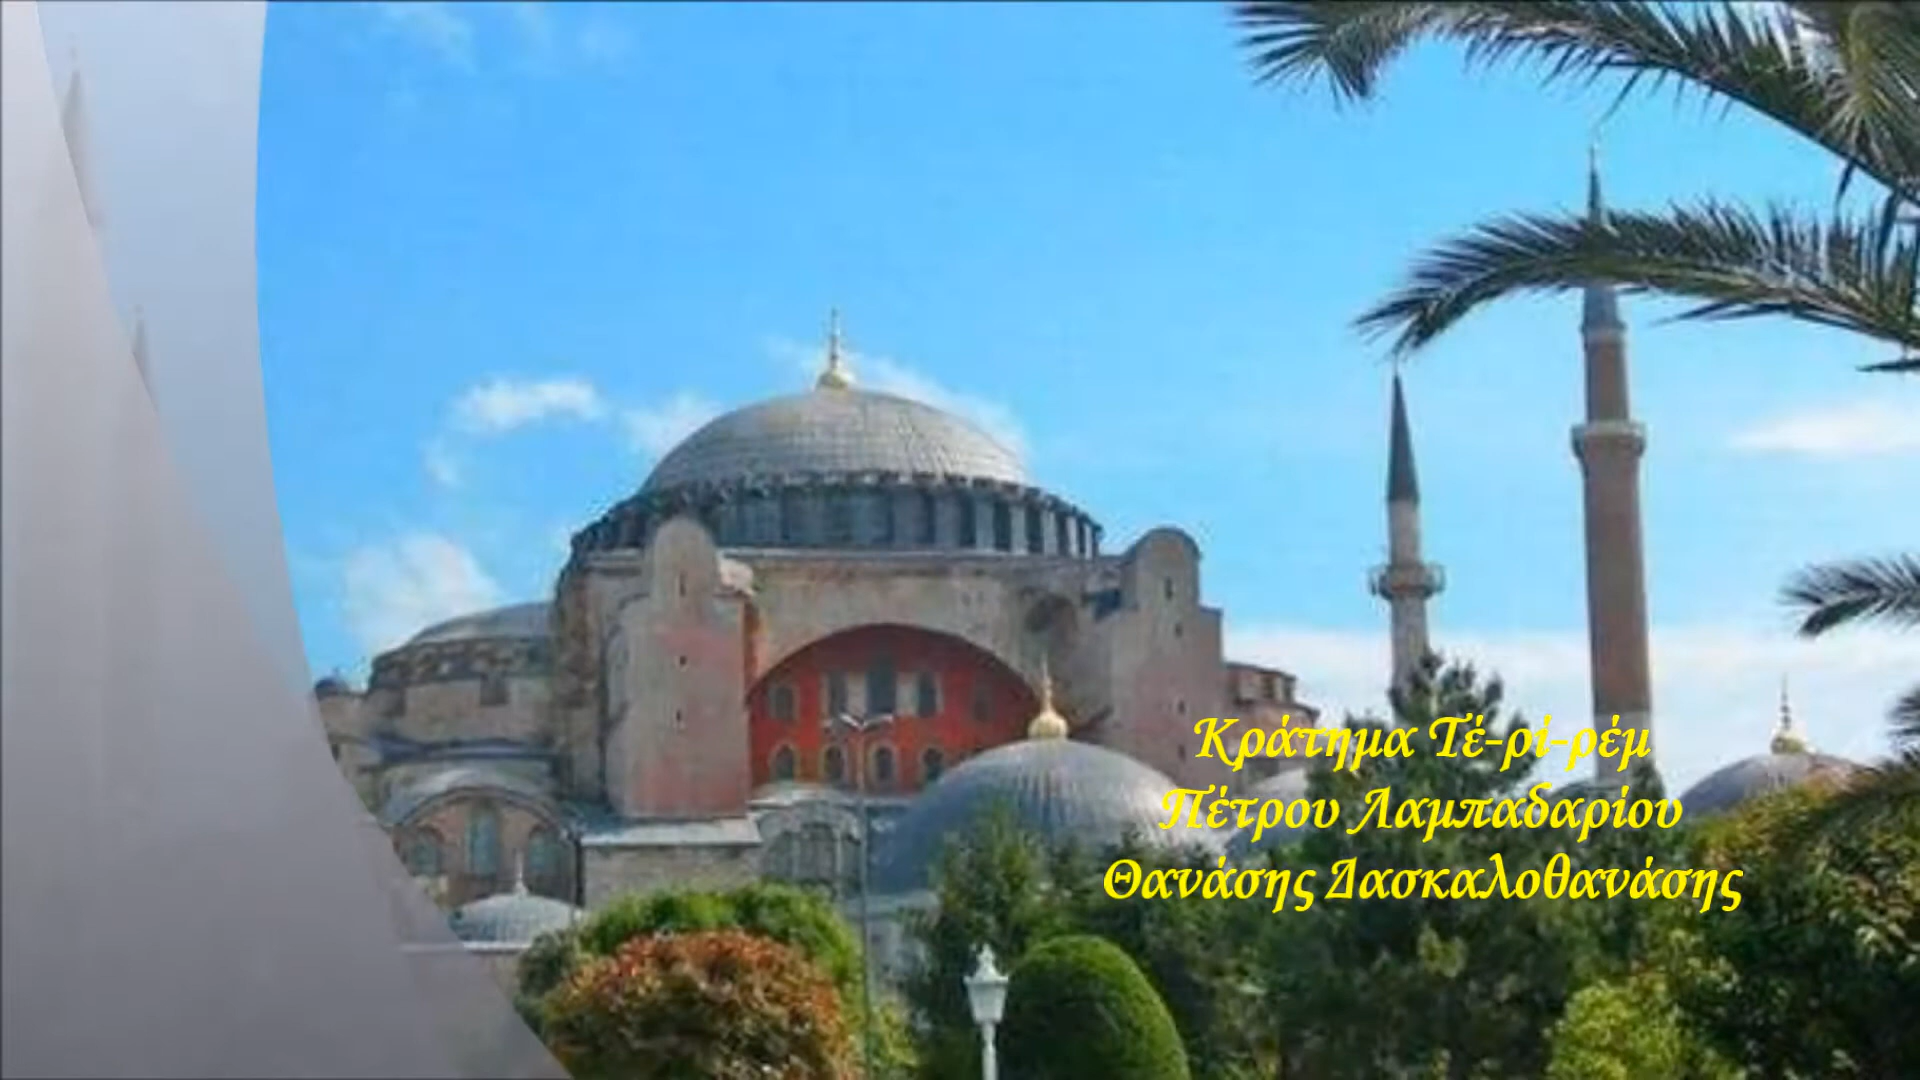 Κράτημα Τέ-ρί-ρέμ
Πέτρου Λαμπαδαρίου
Θανάσης Δασκαλοθανάσης